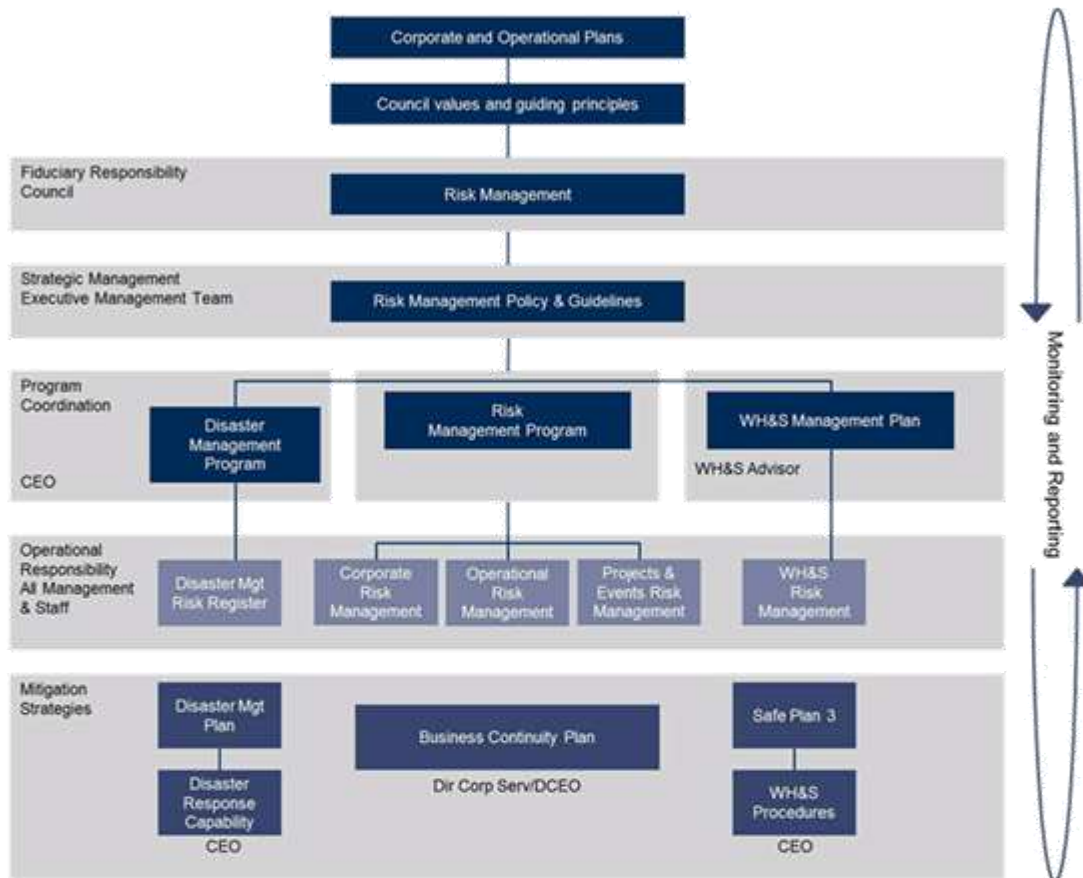 Corporate and Operational Plans
Council values and guiding principles
Fiduciary Responsibility
Council
Risk Management
Strategic Management
Executive Management Team
Risk Management Policy & Guidelines
Program
Coordination
CEO
Disaster
Management
Program
Risk
Management Program
WH&S Management Plan
WH&S Advisor
Operational
Responsibility
All Management
& Staff
Disaster Mgt
Risk Register
Corporate
Risk
Management
Operational
Risk
Management
Projects &
Events Risk
Management
WH&S
Risk
Management
Mitigation
Strategies
Disaster Mgt
Plan
Disaster
Response
Capability
CEO
Business Continuity Plan
Dir Corp Serv/DCEO
Safe Plan 3
WH&S
Procedures
CEO
Monitoring and Reporting